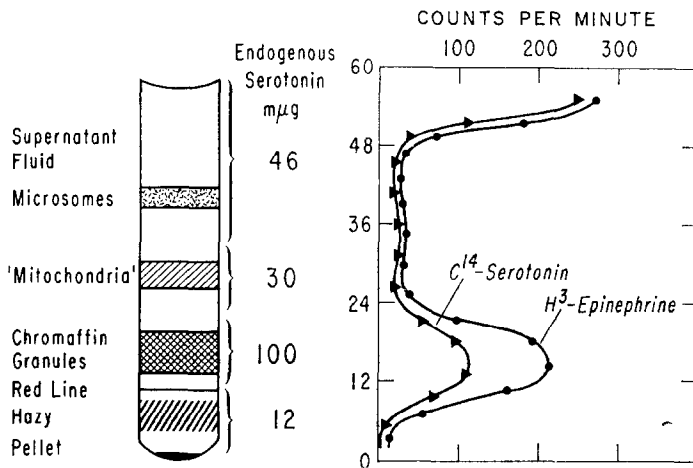 COUNTS PER MINUTE
100 200 300
Endogenous
Serotonin
mμg
Supernatant
Fluid
46
Microsomes
'Mitochondria'
30
Chromaffin
Granules
100
Red Line
Hazy
12
Pellet
60
48
36
24
12
0
C14-Serotonin
H3-Epinephrine